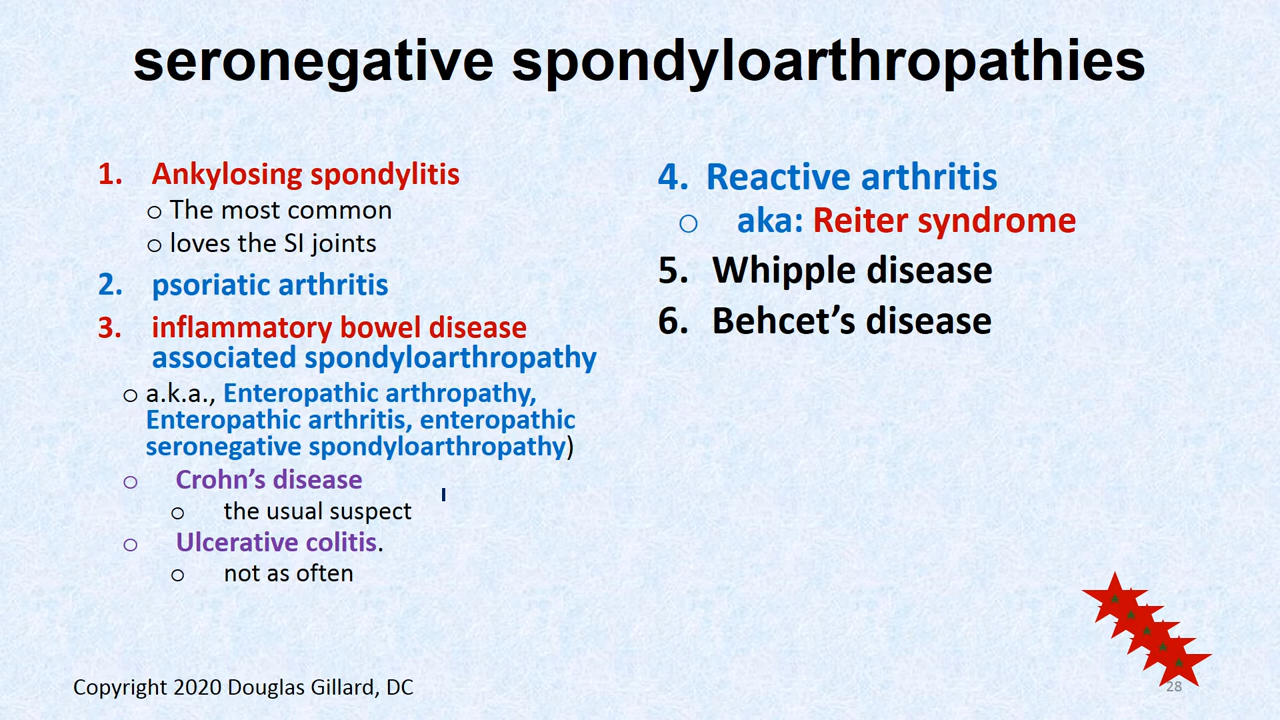 seronegative spondyloarthropathies
1. Ankylosing spondylitis
o The most common
o loves the SI joints
2. psoriatic arthritis
3. inflammatory bowel disease
associated spondyloarthropathy
o a.k.a., Enteropathic arthropathy,
Enteropathic arthritis, enteropathic
seronegative spondyloarthropathy)
o Crohn’s disease
o the usual suspect
o Ulcerative colitis.
o not as often
4. Reactive arthritis
o aka: Reiter syndrome
5. Whipple disease
6. Behcet’s disease
Copyright 2020 Douglas Gillard, DC
28